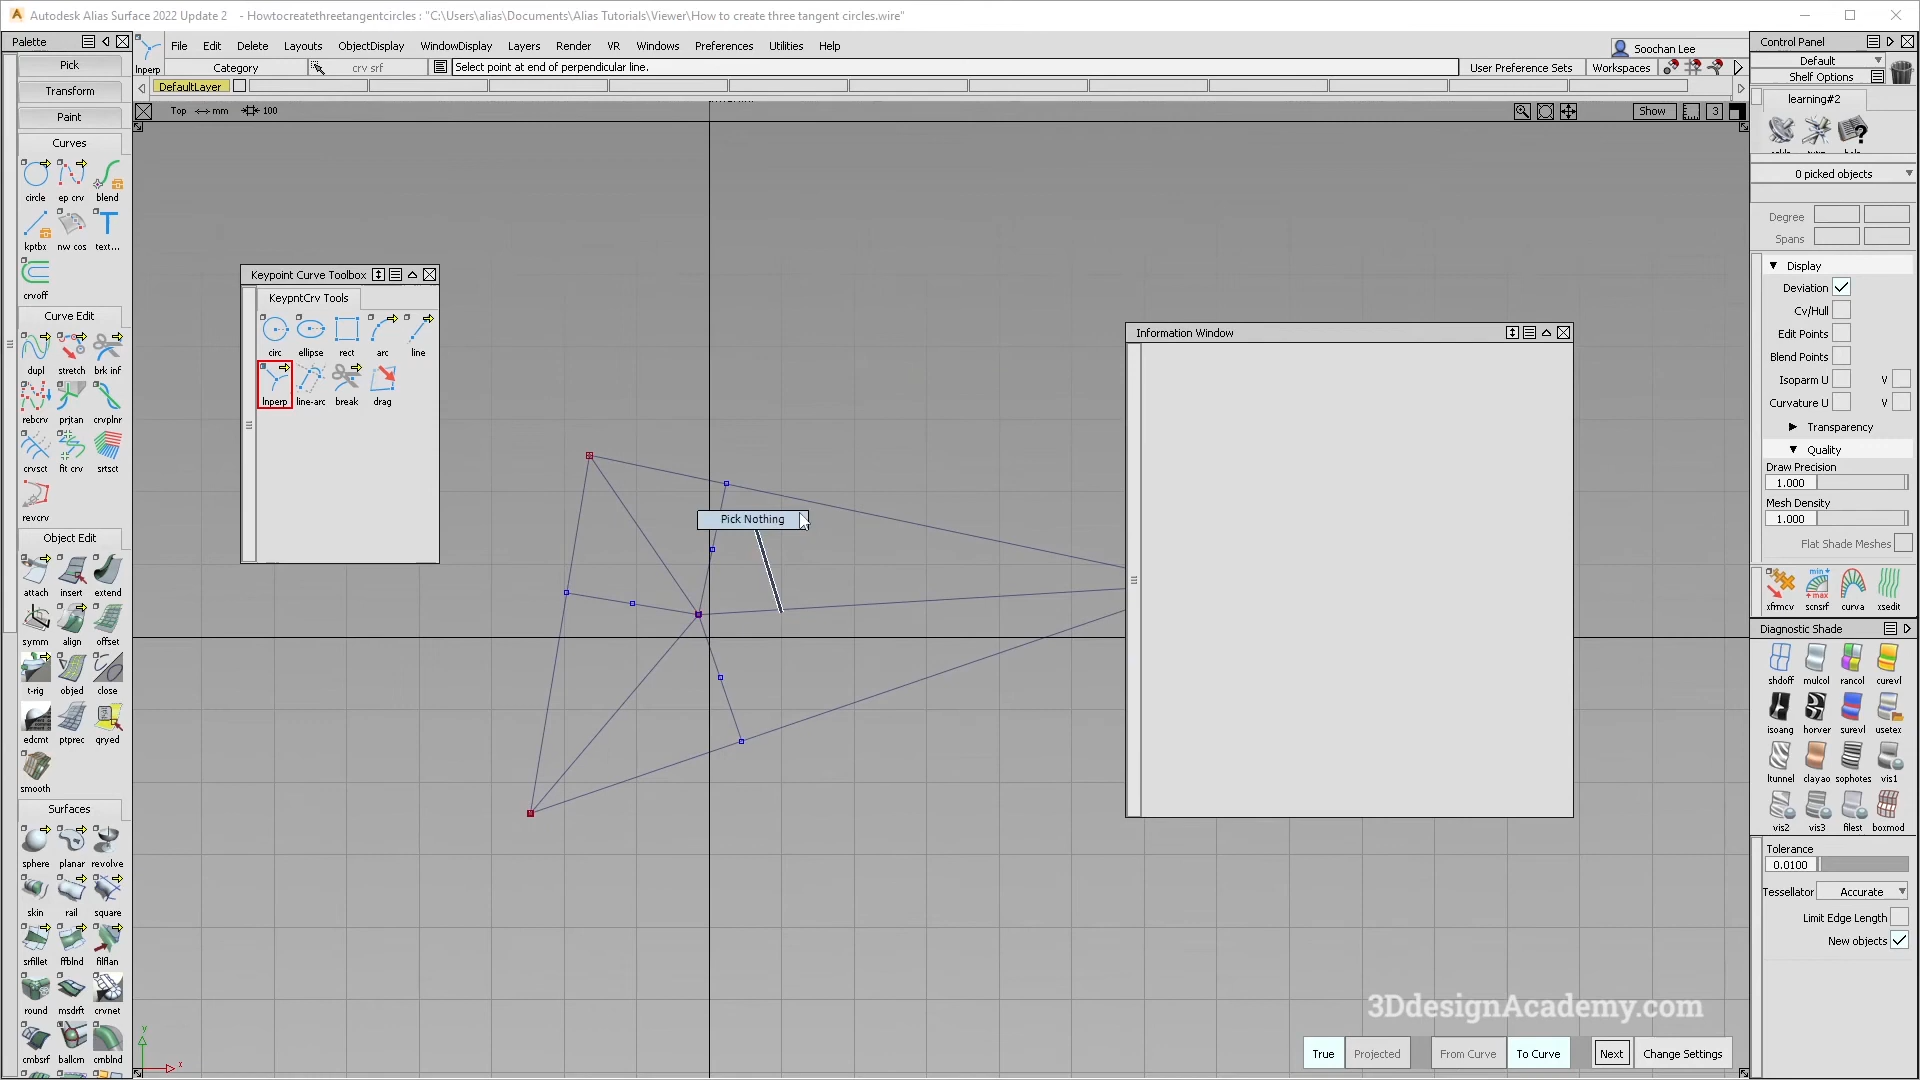 Autodesk Alias Surface 2022 Update 2 - Howtocreatethreetangentcircles : "C:\Users\alias\Documents\Alias Tutorials\Viewer\How to create three tangent circles.wire"
Palette
File Edit Delete Layouts ObjectDisplay WindowDisplay Layers Render VR Windows Preferences Utilities Help
Soochan Lee
lnperp Category crv srf Select point at end of perpendicular line. User Preference Sets Workspaces
DefaultLayer
Top mm 100 Show 3
Pick
Transform
Paint
Curves
circle ep crv blend
kptbx nw cos text...
crvoff
Curve Edit
dupl stretch brk inf
rebcrv prjtan crvplnr
crvsct fit crv srtsct
revcrv
Object Edit
attach insert extend
symm align offset
t-rig objed close
edcmt ptprec qryed
smooth
Surfaces
sphere planar revolve
skin rail square
srfillet ffblnd filflan
round msdrft crvnet
cmbsrf ballcrn crnblnd
Keypoint Curve Toolbox
KeypntCrv Tools
circ ellipse rect arc line
lnperp line-arc break drag
Pick Nothing
Information Window
y
x
3DdesignAcademy.com
True Projected From Curve To Curve Next Change Settings
Control Panel
Default
Shelf Options
learning#2
0 picked objects
Degree
Spans
Display
Deviation
Cv/Hull
Edit Points
Blend Points
Isoparm U V
Curvature U V
Transparency
Quality
Draw Precision
1.000
Mesh Density
1.000
Flat Shade Meshes
min
+max
xfrmcv scnsrf curva xsedit
Diagnostic Shade
shdoff mulcol rancol curevl
isoang horver surevl usetex
ltunnel clayao sophotes vis1
vis2 vis3 filest boxmod
Tolerance
0.0100
Tessellator Accurate
Limit Edge Length
New objects